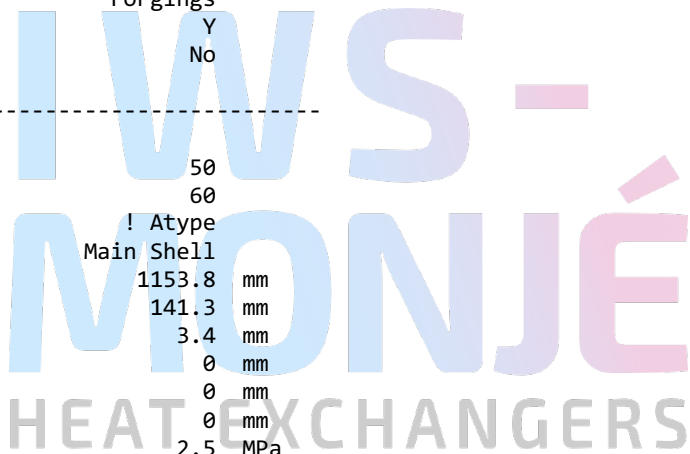 Forgings
Y
No
50
60
! Atype
Main Shell
1153.8 mm
141.3 mm
3.4 mm
0 mm
0 mm
0 mm
2.5 MPa
IWS-
MONJÉ
HEAT EXCHANGERS